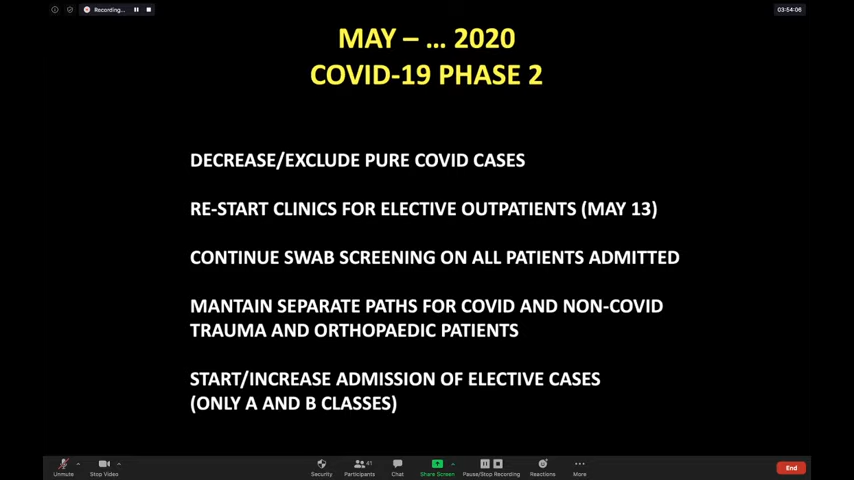 Recording...
03:54:06
MAY – ... 2020
COVID-19 PHASE 2
DECREASE/EXCLUDE PURE COVID CASES
RE-START CLINICS FOR ELECTIVE OUTPATIENTS (MAY 13)
CONTINUE SWAB SCREENING ON ALL PATIENTS ADMITTED
MANTAIN SEPARATE PATHS FOR COVID AND NON-COVID
TRAUMA AND ORTHOPAEDIC PATIENTS
START/INCREASE ADMISSION OF ELECTIVE CASES
(ONLY A AND B CLASSES)
41
Unmute Stop Video Security Participants Chat Share Screen Pause/Stop Recording Reactions More End